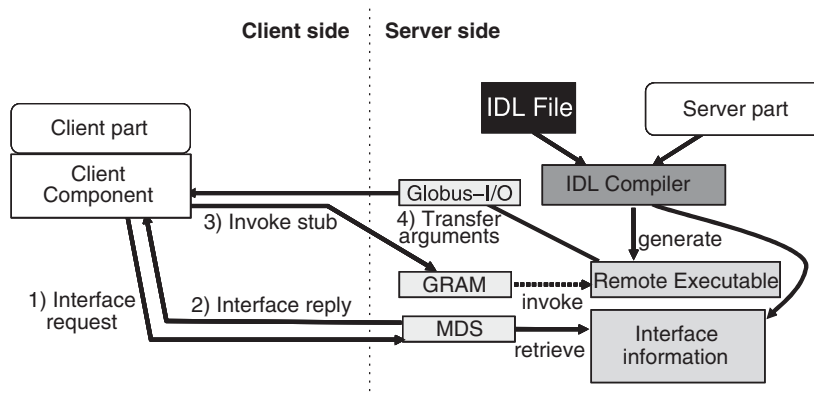 Client side
Server side
IDL File
Server part
Client part
Client
Component
Globus–I/O
IDL Compiler
3) Invoke stub
4) Transfer
arguments
generate
GRAM
invoke
Remote Executable
1) Interface
request
2) Interface reply
MDS
retrieve
Interface
information